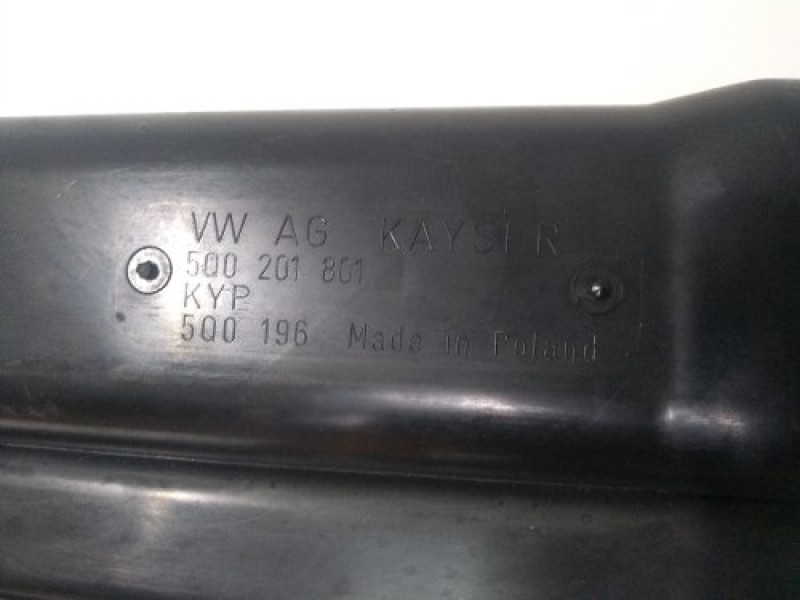 VW AG KAYSER
5Q0 201 801
KYP
5Q0 196 Made in Poland